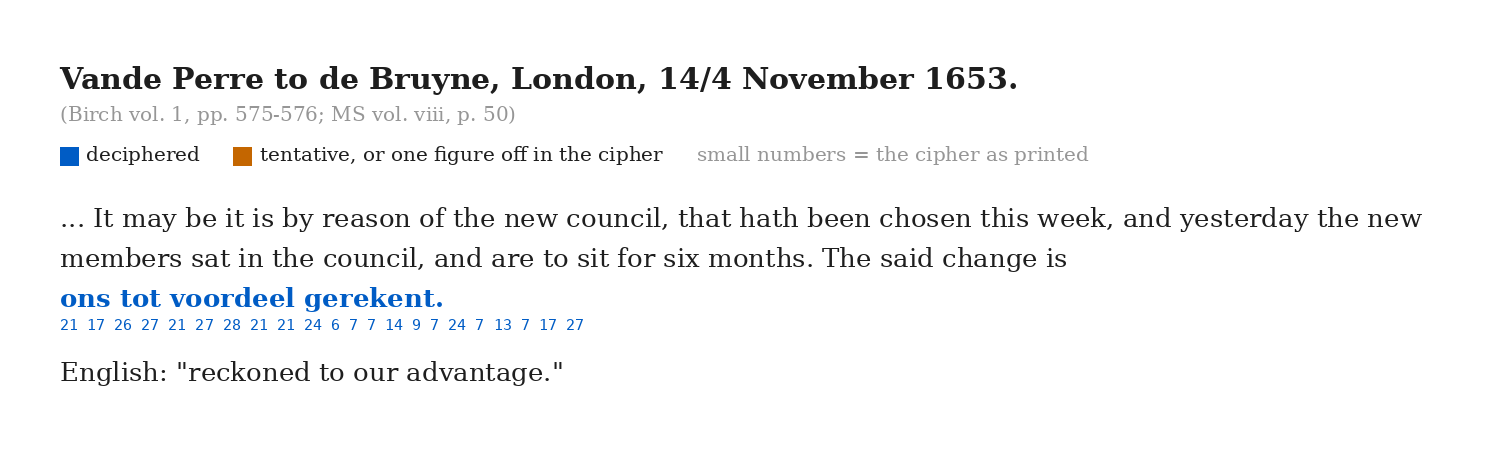 Vande Perre to de Bruyne, London, 14/4 November 1653.
(Birch vol. 1, pp. 575-576; MS vol. viii, p. 50)
deciphered tentative, or one figure off in the cipher small numbers = the cipher as printed
... It may be it is by reason of the new council, that hath been chosen this week, and yesterday the new
members sat in the council, and are to sit for six months. The said change is
ons tot voordeel gerekent.
21 17 26 27 21 27 28 21 21 24 6 7 7 14 9 7 24 7 13 7 17 27
English: "reckoned to our advantage."